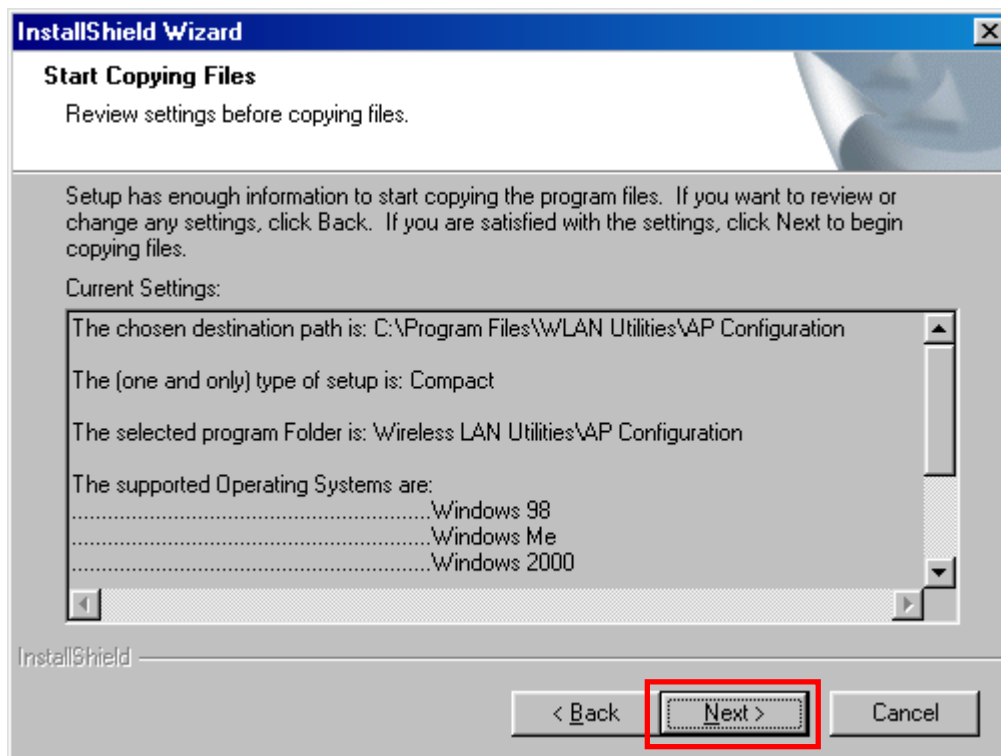 InstallShield Wizard
Start Copying Files
Review settings before copying files.
Setup has enough information to start copying the program files.  If you want to review or
change any settings, click Back.  If you are satisfied with the settings, click Next to begin
copying files.
Current Settings:
The chosen destination path is: C:\Program Files\WLAN Utilities\AP Configuration
The (one and only) type of setup is: Compact
The selected program Folder is: Wireless LAN Utilities\AP Configuration
The supported Operating Systems are:
............................................................Windows 98
............................................................Windows Me
............................................................Windows 2000
InstallShield
< Back
Next >
Cancel